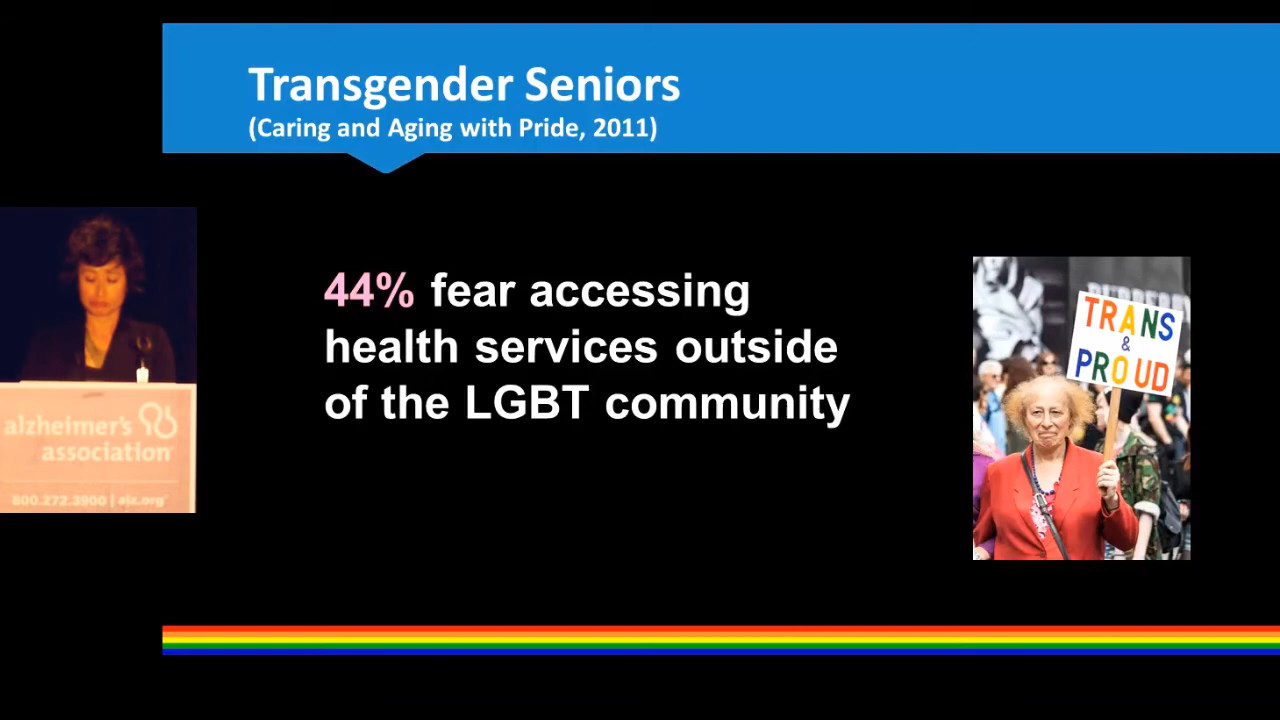 Transgender Seniors
(Caring and Aging with Pride, 2011)
44% fear accessing
health services outside
of the LGBT community
TRANS
&
PROUD
alzheimer's
association
800.272.3900 | alz.org